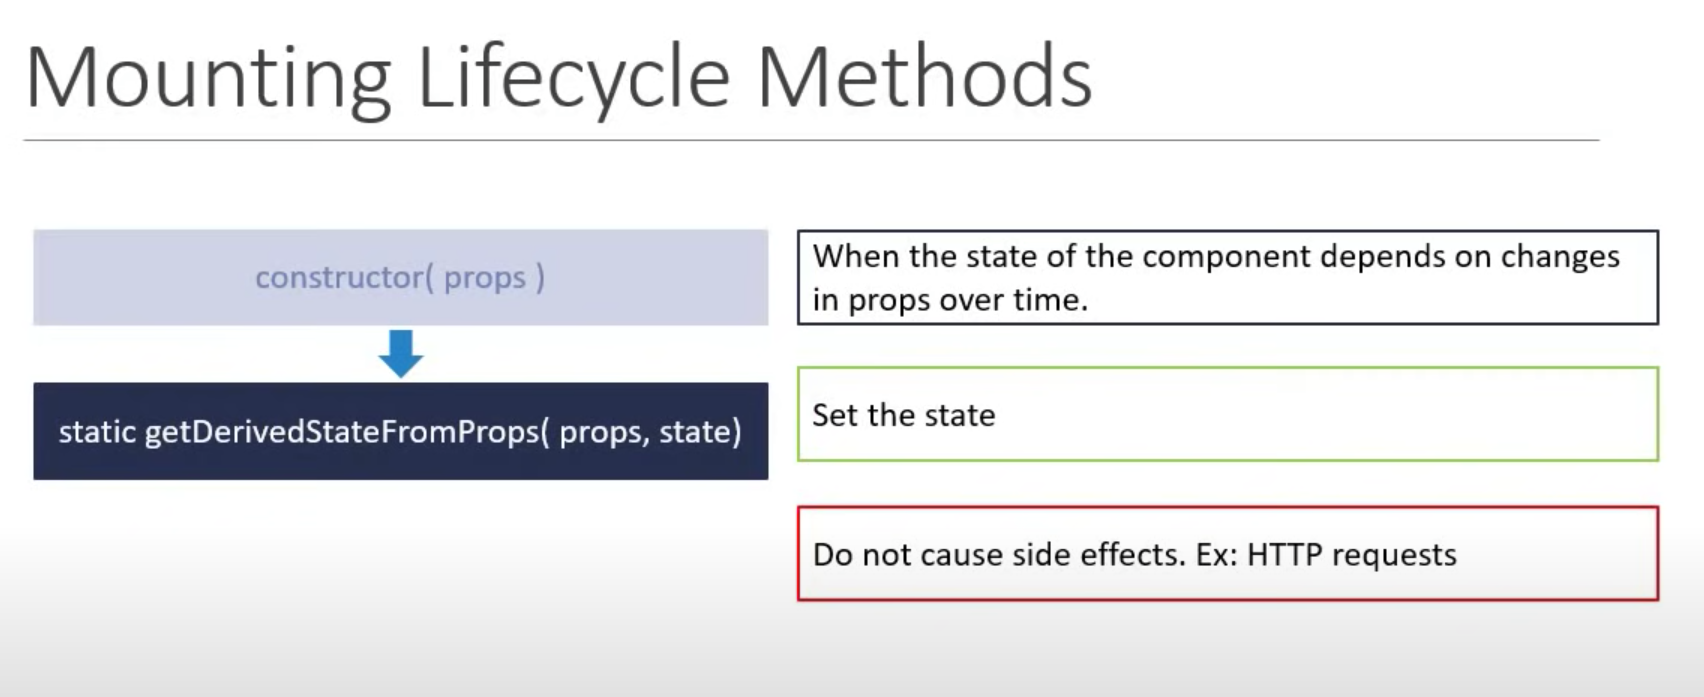 Mounting Lifecycle Methods
constructor( props )
static getDerivedStateFromProps( props, state)
When the state of the component depends on changes
in props over time.
Set the state
Do not cause side effects. Ex: HTTP requests